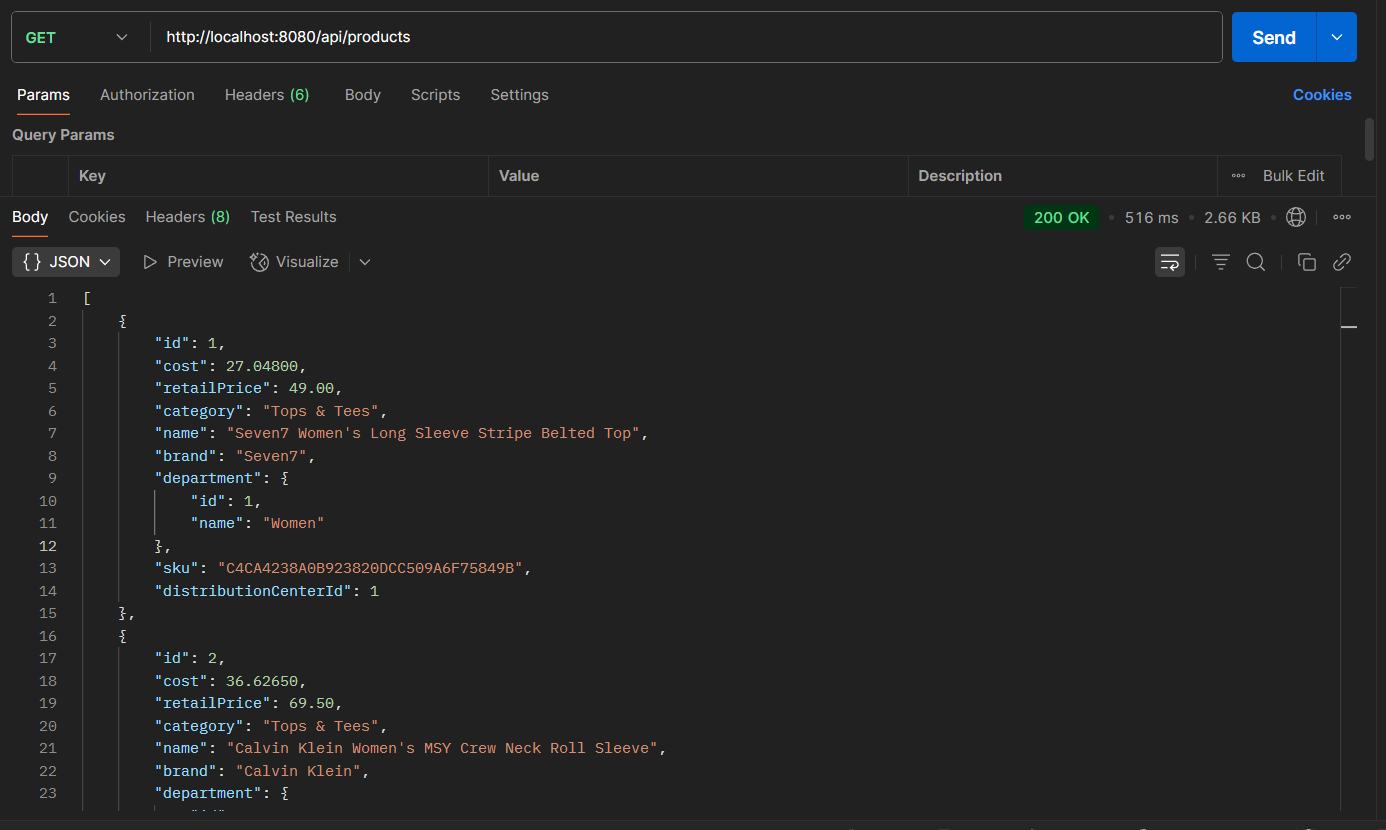 GET http://localhost:8080/api/products Send
Params Authorization Headers (6) Body Scripts Settings Cookies
Query Params
Key Value Description Bulk Edit
Body Cookies Headers (8) Test Results 200 OK • 516 ms • 2.66 KB •
{} JSON Preview Visualize
1 [
2 {
3 "id": 1,
4 "cost": 27.04800,
5 "retailPrice": 49.00,
6 "category": "Tops & Tees",
7 "name": "Seven7 Women's Long Sleeve Stripe Belted Top",
8 "brand": "Seven7",
9 "department": {
10 "id": 1,
11 "name": "Women"
12 },
13 "sku": "C4CA4238A0B923820DCC509A6F75849B",
14 "distributionCenterId": 1
15 },
16 {
17 "id": 2,
18 "cost": 36.62650,
19 "retailPrice": 69.50,
20 "category": "Tops & Tees",
21 "name": "Calvin Klein Women's MSY Crew Neck Roll Sleeve",
22 "brand": "Calvin Klein",
23 "department": {